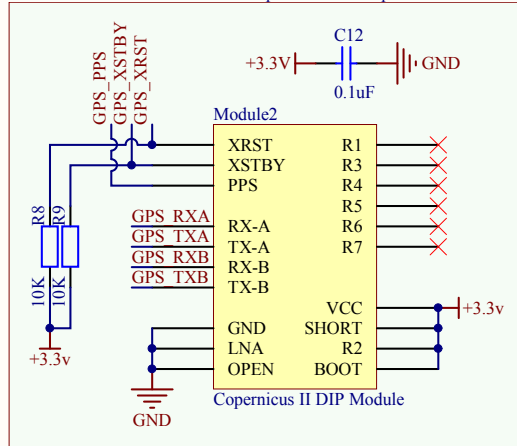 GPS_PPS
GPS_XSTBY
GPS_XRST
C12
+3.3V
GND
0.1uF
Module2
XRST
XSTBY
PPS
R1
R3
R4
R5
R6
R7
GPS_RXA
GPS_TXA
GPS_RXB
GPS_TXB
RX-A
TX-A
RX-B
TX-B
R8
R9
10K
10K
+3.3v
GND
LNA
OPEN
VCC
SHORT
R2
BOOT
+3.3v
GND
Copernicus II DIP Module